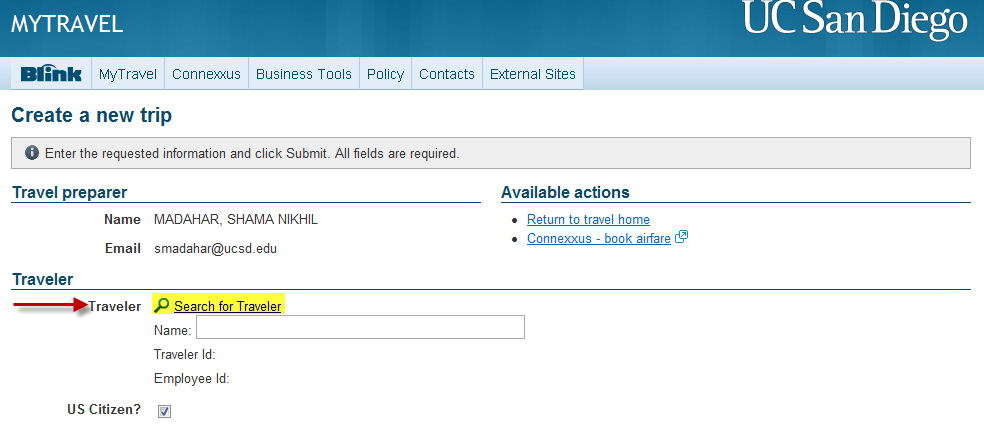 MYTRAVEL
UC San Diego
Blink MyTravel Connexxus Business Tools Policy Contacts External Sites
Create a new trip
Enter the requested information and click Submit. All fields are required.
Travel preparer
Name MADAHAR, SHAMA NIKHIL
Email smadahar@ucsd.edu
Available actions
Return to travel home
Connexxus - book airfare
Traveler
Traveler Search for Traveler
Name:
Traveler Id:
Employee Id:
US Citizen?